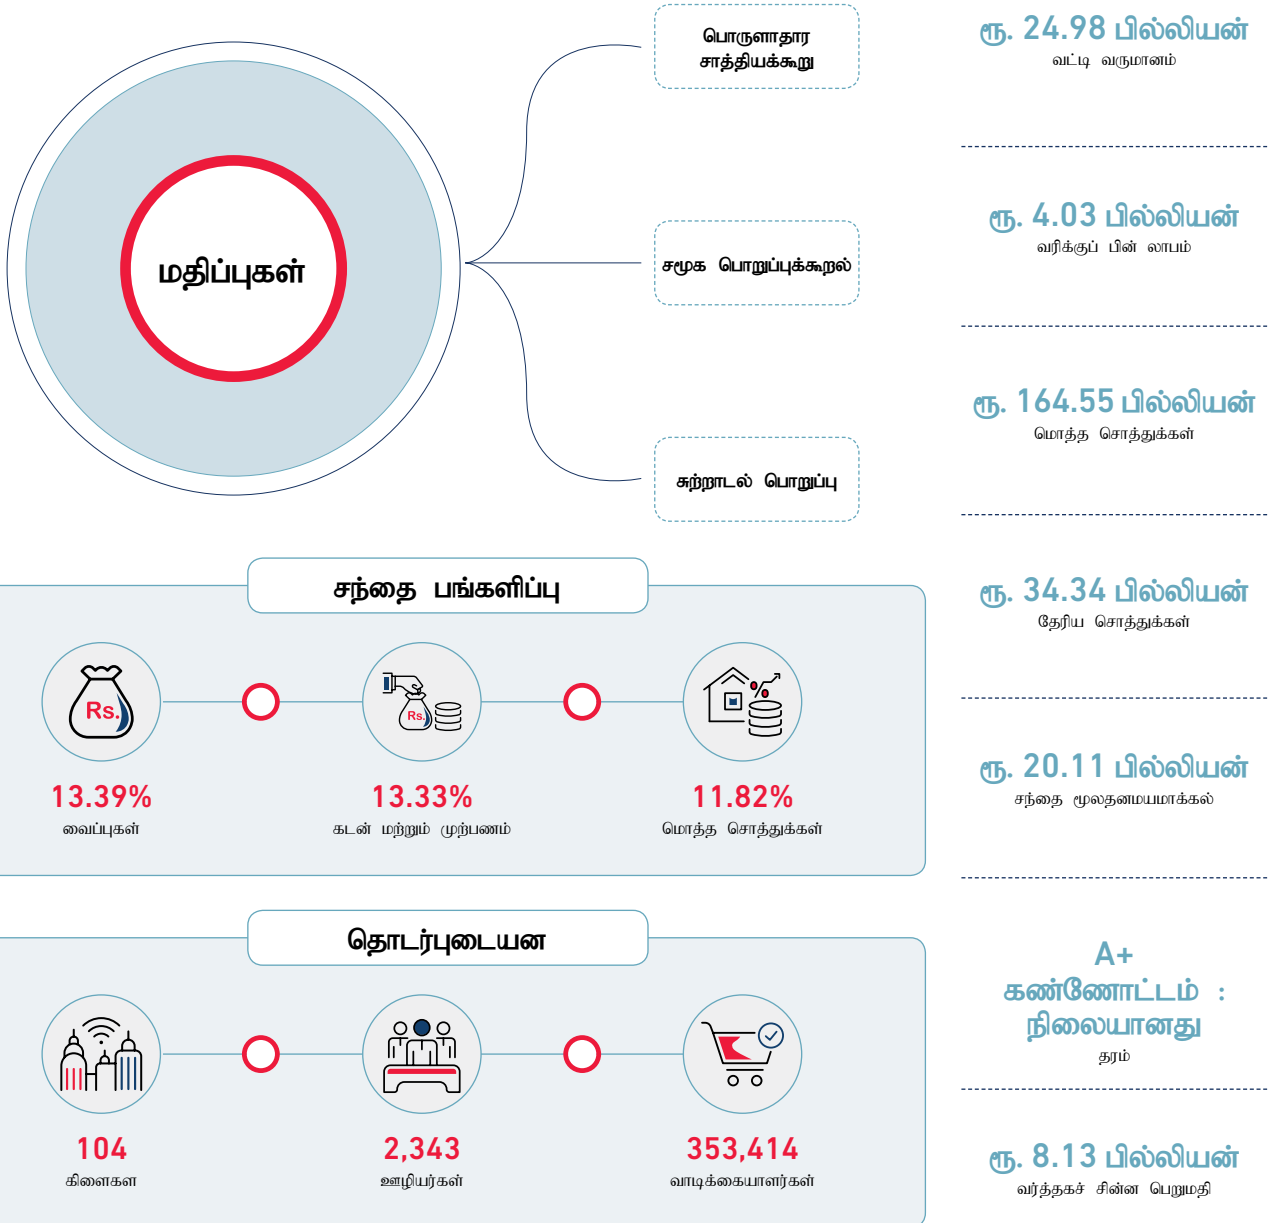 மதிப்புகள்
பொருளாதார
சாத்தியக்கூறு
சமூக பொறுப்புக்கூறல்
சுற்றாடல் பொறுப்பு
சந்தை பங்களிப்பு
Rs.
13.39%
வைப்புகள்
Rs.
13.33%
கடன் மற்றும் முற்பணம்
11.82%
மொத்த சொத்துக்கள்
தொடர்புடையன
104
கிளைகள
2,343
ஊழியர்கள்
353,414
வாடிக்கையாளர்கள்
ரூ. 24.98 பில்லியன்
வட்டி வருமானம்
ரூ. 4.03 பில்லியன்
வரிக்குப் பின் லாபம்
ரூ. 164.55 பில்லியன்
மொத்த சொத்துக்கள்
ரூ. 34.34 பில்லியன்
தேரிய சொத்துக்கள்
ரூ. 20.11 பில்லியன்
சந்தை மூலதனமயமாக்கல்
A+
கண்ணோட்டம் :
நிலையானது
தரம்
ரூ. 8.13 பில்லியன்
வர்த்தகச் சின்ன பெறுமதி